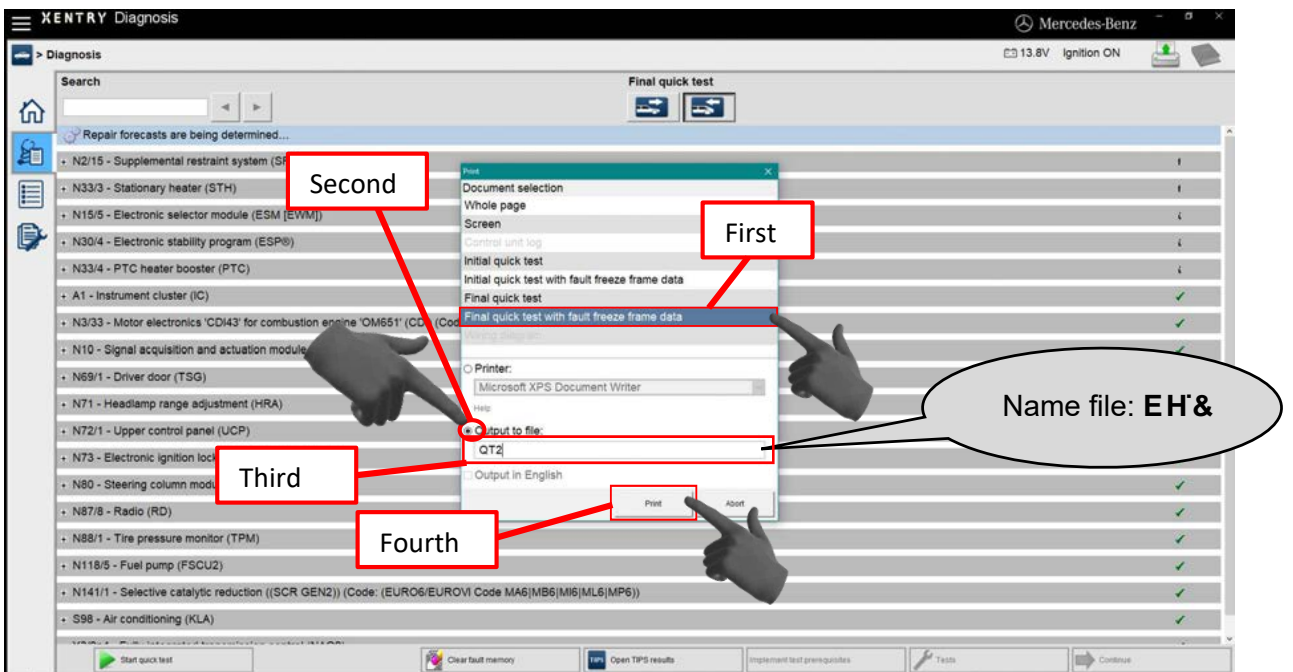 XENTRY Diagnosis
Mercedes-Benz
> Diagnosis
13.8V Ignition ON
Search
Final quick test
Repair forecasts are being determined...
+ N2/15 - Supplemental restraint system
+ N33/3 - Stationary heater (STH)
+ N15/5 - Electronic selector module (ESM [EWM])
+ N30/4 - Electronic stability program (ESP®)
+ N33/4 - PTC heater booster (PTC)
+ A1 - Instrument cluster (IC)
+ N3/33 - Motor electronics 'CDI43' for combustion engine 'OM651'
+ N10 - Signal acquisition and actuation module
+ N69/1 - Driver door (TSG)
+ N71 - Headlamp range adjustment (HRA)
+ N72/1 - Upper control panel (UCP)
+ N73 - Electronic ignition
+ N80 - Steering column
+ N87/8 - Radio (RD)
+ N88/1 - Tire pressure monitor (TPM)
+ N118/5 - Fuel pump (FSCU2)
+ N141/1 - Selective catalytic reduction ((SCR GEN2)) (Code: (EURO6/EUROVI Code MA6|MB6|MI6|ML6|MP6))
+ S98 - Air conditioning (KLA)
Print
Document selection
Whole page
Screen
Control unit log
Initial quick test
Initial quick test with fault freeze frame data
Final quick test
Final quick test with fault freeze frame data
Wiring diagram
Printer:
Microsoft XPS Document Writer
Help
Output to file:
QT2
Output in English
Print Abort
First
Second
Third
Fourth
Name file: EH˙&
Start quick test
Clear fault memory
TIPS Open TIPS results
Implement test prerequisites
Tests
Continue